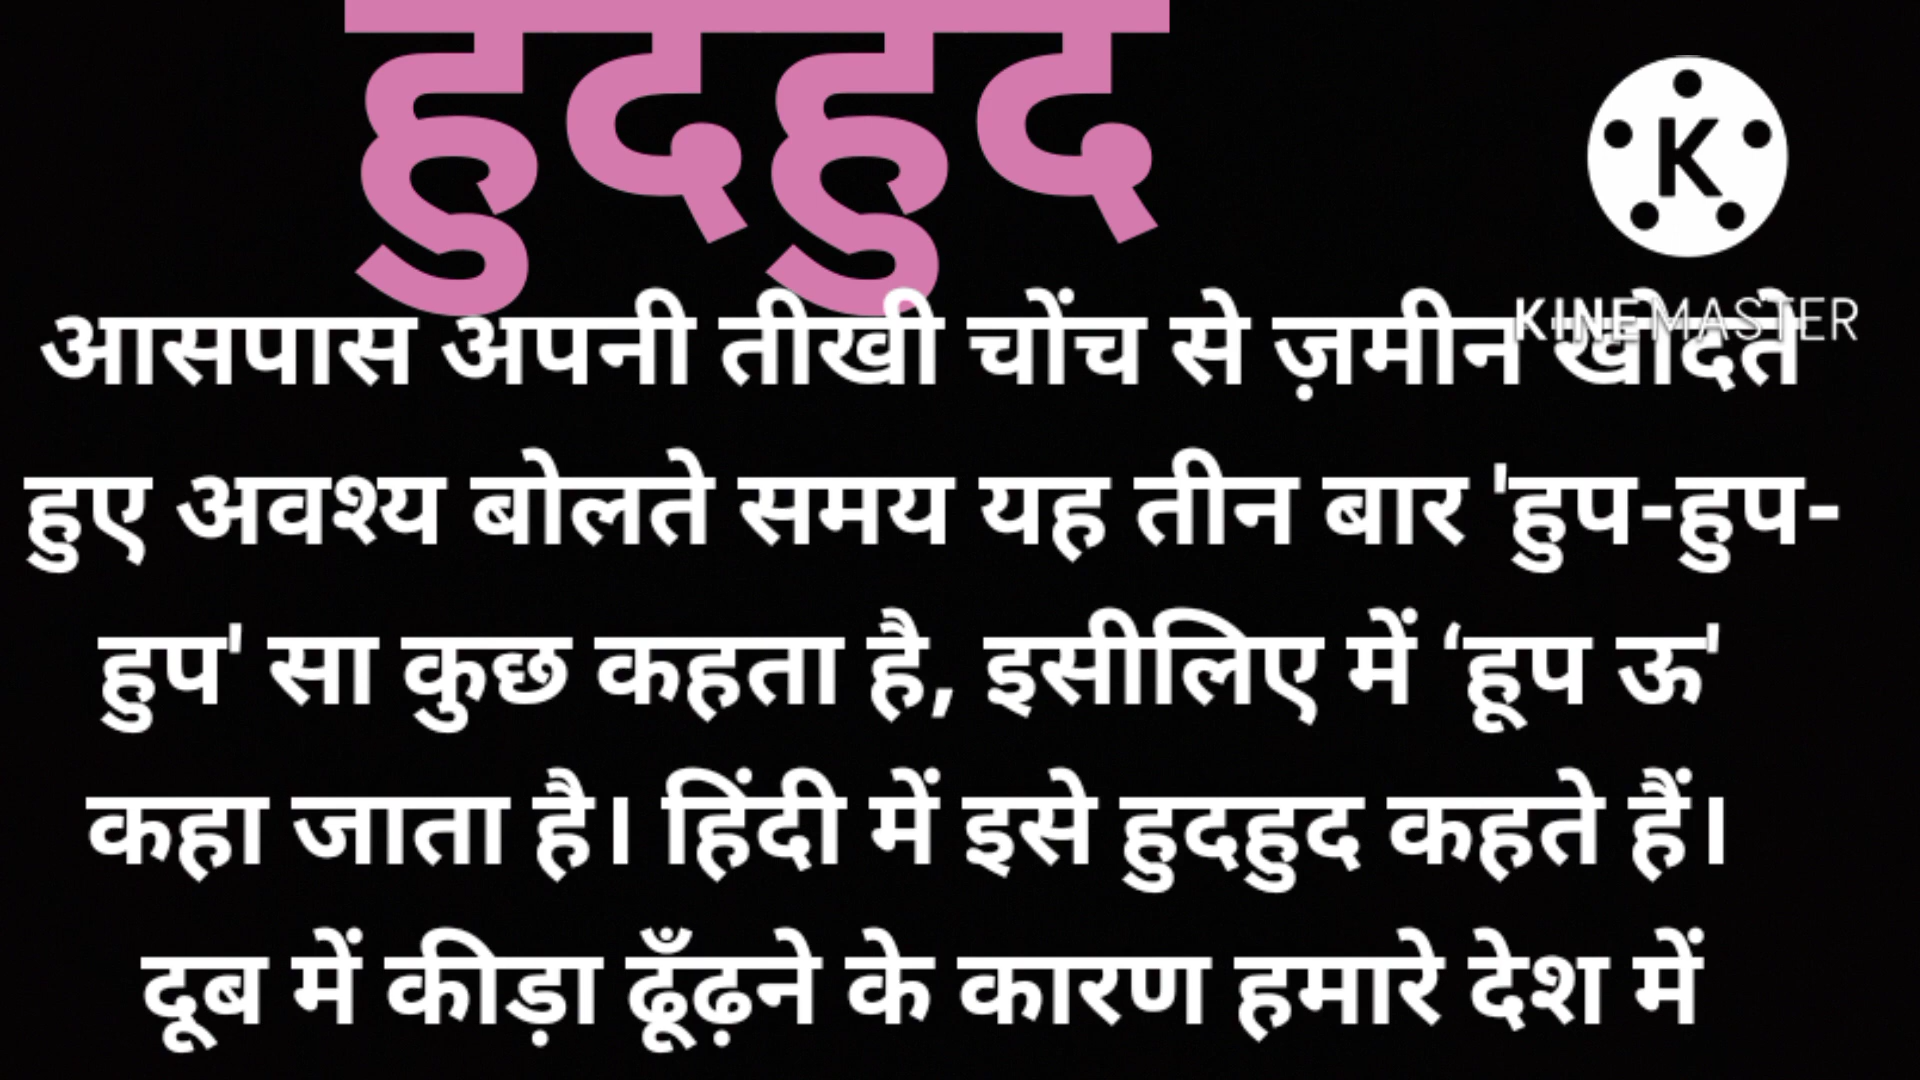 हुदहुद
K
KINEMASTER
आसपास अपनी तीखी चोंच से ज़मीन खोदते
हुए अवश्य बोलते समय यह तीन बार 'हुप-हुप-
हुप' सा कुछ कहता है, इसीलिए में ‘हूप ऊ'
कहा जाता है। हिंदी में इसे हुदहुद कहते हैं।
दूब में कीड़ा ढूँढ़ने के कारण हमारे देश में